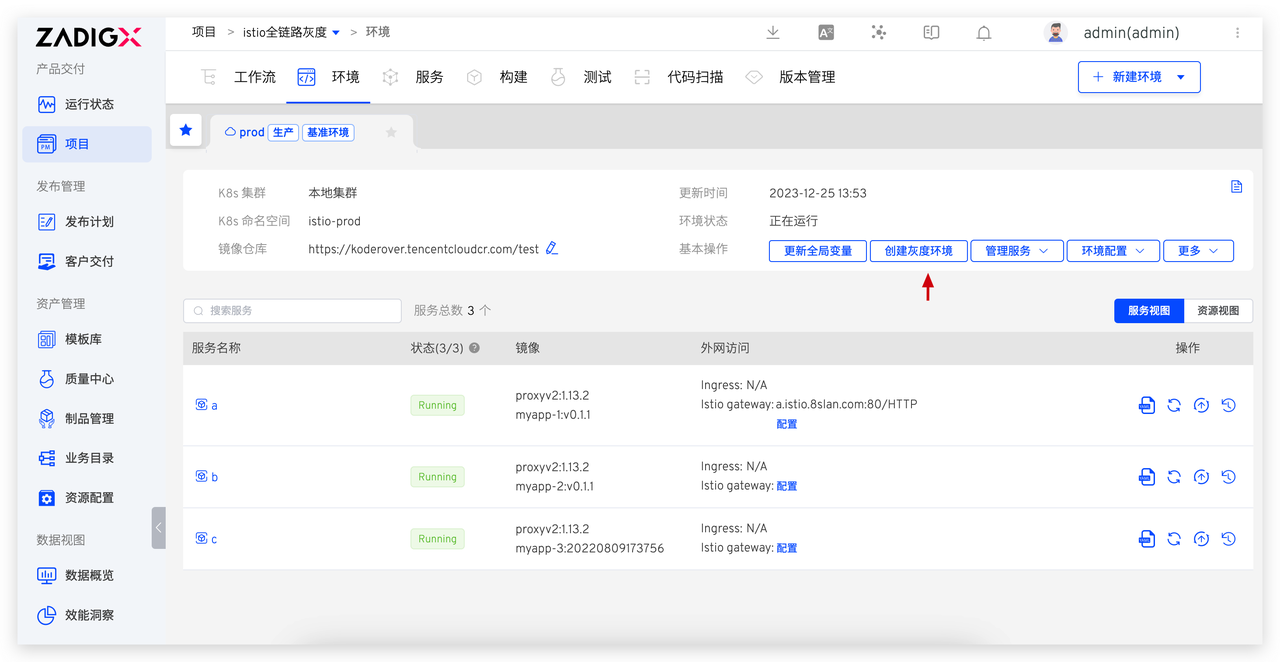 ZADIGX
产品交付
运行状态
项目
发布管理
发布计划
客户交付
资产管理
模板库
质量中心
制品管理
业务目录
资源配置
数据视图
数据概览
效能洞察
项目 > istio全链路灰度 > 环境
admin(admin)
工作流 环境 服务 构建 测试 代码扫描 版本管理
+ 新建环境
prod 生产 基准环境
K8s 集群 本地集群 更新时间 2023-12-25 13:53
K8s 命名空间 istio-prod 环境状态 正在运行
镜像仓库 https://koderover.tencentcloudcr.com/test 基本操作 更新全局变量 创建灰度环境 管理服务 环境配置 更多
搜索服务 服务总数 3 个 服务视图 资源视图
服务名称 状态(3/3) 镜像 外网访问 操作
a Running proxyv2:1.13.2
myapp-1:v0.1.1
Ingress: N/A
Istio gateway: a.istio.8slan.com:80/HTTP
配置
b Running proxyv2:1.13.2
myapp-2:v0.1.1
Ingress: N/A
Istio gateway: 配置
c Running proxyv2:1.13.2
myapp-3:20220809173756
Ingress: N/A
Istio gateway: 配置